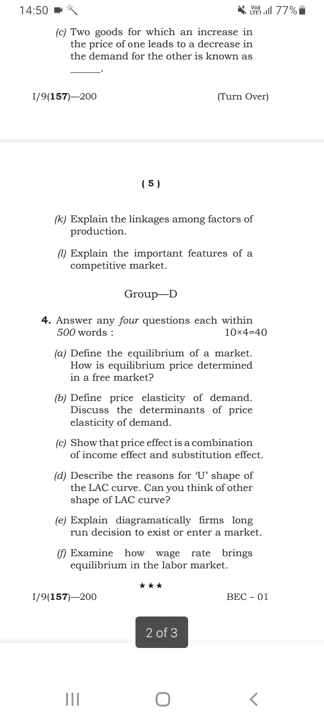 14:50
Vo))
LTE1
77%
(c) Two goods for which an increase in
the price of one leads to a decrease in
the demand for the other is known as
______.
I/9(157)—200 (Turn Over)
( 5 )
(k) Explain the linkages among factors of
production.
(l) Explain the important features of a
competitive market.
Group—D
4. Answer any four questions each within
500 words : 10×4=40
(a) Define the equilibrium of a market.
How is equilibrium price determined
in a free market?
(b) Define price elasticity of demand.
Discuss the determinants of price
elasticity of demand.
(c) Show that price effect is a combination
of income effect and substitution effect.
(d) Describe the reasons for 'U' shape of
the LAC curve. Can you think of other
shape of LAC curve?
(e) Explain diagramatically firms long
run decision to exist or enter a market.
(f) Examine how wage rate brings
equilibrium in the labor market.
★★★
I/9(157)—200 BEC – 01
2 of 3